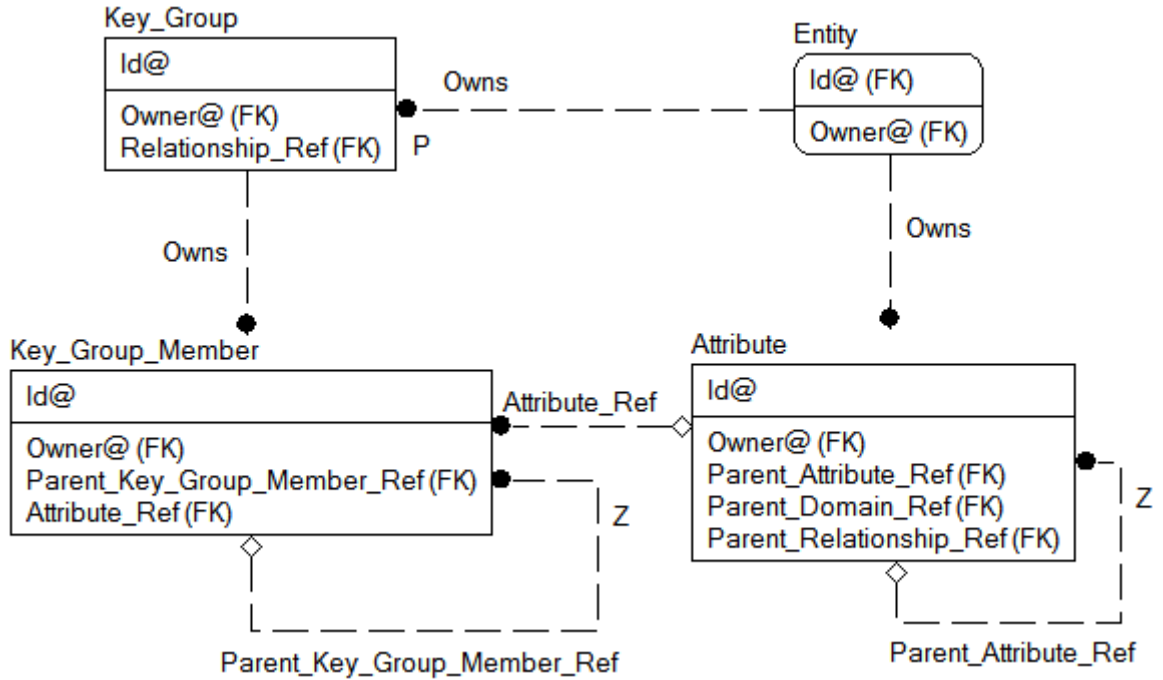 Key_Group
Id@
Owner@ (FK)
Relationship_Ref (FK)
Owns
P
Entity
Id@ (FK)
Owner@ (FK)
Owns
Owns
Key_Group_Member
Id@
Owner@ (FK)
Parent_Key_Group_Member_Ref (FK)
Attribute_Ref (FK)
Attribute_Ref
Z
Parent_Key_Group_Member_Ref
Attribute
Id@
Owner@ (FK)
Parent_Attribute_Ref (FK)
Parent_Domain_Ref (FK)
Parent_Relationship_Ref (FK)
Z
Parent_Attribute_Ref